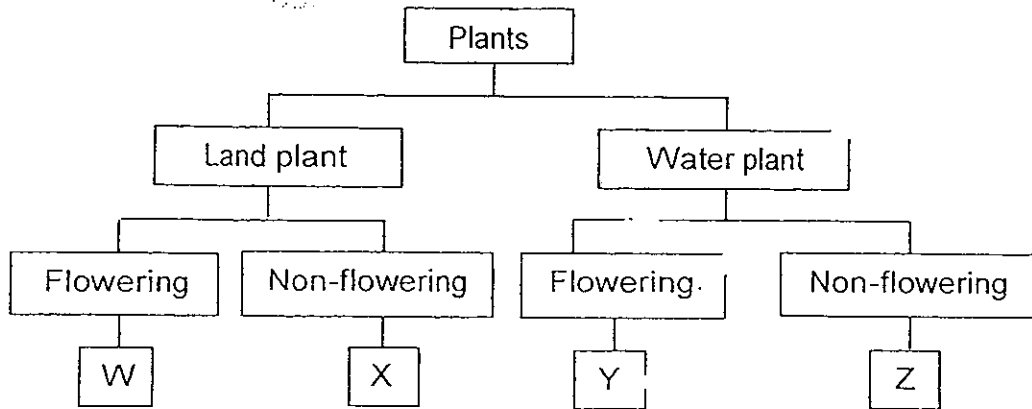 Plants
Land plant
Water plant
Flowering
Non-flowering
Flowering.
Non-flowering
W
X
Y
Z